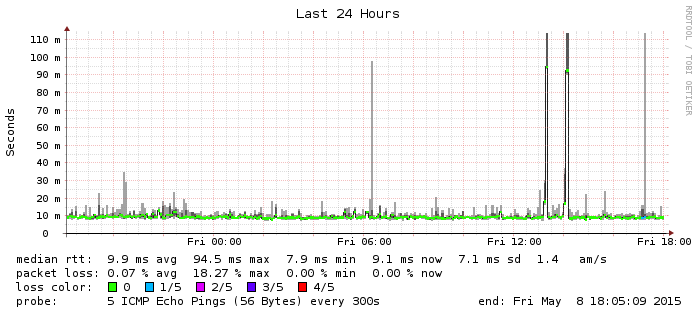 Last 24 Hours
RRDTOOL / TOBI OETIKER
Seconds
110 m
100 m
90 m
80 m
70 m
60 m
50 m
40 m
30 m
20 m
10 m
0
Fri 00:00 Fri 06:00 Fri 12:00 Fri 18:00
median rtt: 9.9 ms avg 94.5 ms max 7.9 ms min 9.1 ms now 7.1 ms sd 1.4 am/s
packet loss: 0.07 % avg 18.27 % max 0.00 % min 0.00 % now
loss color: 0 1/5 2/5 3/5 4/5
probe: 5 ICMP Echo Pings (56 Bytes) every 300s end: Fri May 8 18:05:09 2015